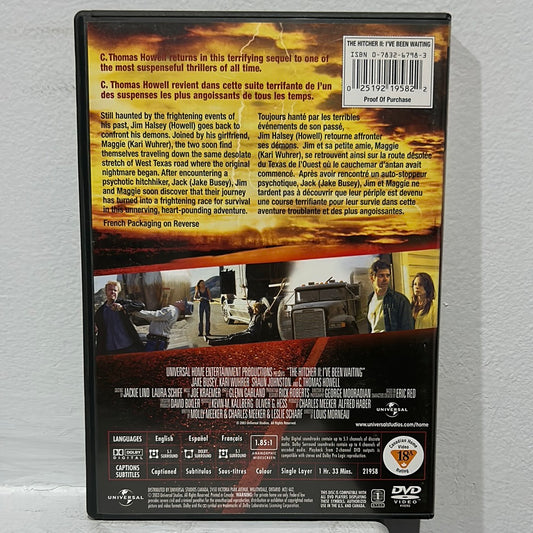 THE HITCHER II: I'VE BEEN WAITING
ISBN 0-7832-6798-3
0 25192 19582 2
Proof Of Purchase
C. Thomas Howell returns in this terrifying sequel to one of
the most suspenseful thrillers of all time.
C. Thomas Howell revient dans cette suite terrifante de l'un
des suspenses les plus angoissants de tous les temps.
Still haunted by the frightening events of
his past, Jim Halsey (Howell) goes back
to confront his demons. Joined by his girlfriend,
Maggie (Kari Wuhrer), the two soon find
themselves traveling down the same desolate
stretch of West Texas road where the original
nightmare began. After encountering a
psychotic hitchhiker, Jack (Jake Busey), Jim
and Maggie soon discover that their journey
has turned into a frightening race for survival
in this unnerving, heart-pounding adventure.
French Packaging on Reverse
Toujours hanté par les terribles
événements de son passé,
Jim Halsey (Howell) retourne affronter
ses démons. Jim et sa petite amie, Maggie
(Kari Wuhrer), se retrouvent ainsi sur la route désolée
du Texas de l'Ouest où le cauchemar d'antan avait
commencé. Après avoir rencontré un auto-stoppeur
psychotique, Jack (Jake Busey), Jim et Maggie ne
tardent pas à découvrir que leur périple est devenu
une course terrifiante pour leur survie dans cette
aventure troublante et des plus angoissantes.
UNIVERSAL HOME ENTERTAINMENT PRODUCTIONS PRESENTS "THE HITCHER II: I'VE BEEN WAITING"
JAKE BUSEY, KARI WUHRER, SHAUN JOHNSTON, AND C. THOMAS HOWELL
JACKIE LIND, LAURA SCHIFF JOE KRAEMER GLENN GARLAND RICK ROBERTS GEORGE MOORADIAN ERIC RED
DAVID BIXLER KEVIN M. KALLBERG OLIVER G. HESS CHARLES MEEKER ALFRED HABER
MOLLY MEEKER & CHARLES MEEKER & LESLIE SCHARF LOUIS MORNEAU
UNIVERSAL
www.universalstudios.com/home
LANGUAGES English Español Français 1.85:1
DOLBY DIGITAL 5.1 SURROUND DOLBY SURROUND DOLBY SURROUND ANAMORPHIC WIDESCREEN
CAPTIONS Captioned Subtítulos Sous-titres Colour Single Layer 1 Hr. 33 Min. 21958
SUBTITLES
Canadian Home Video
18A
Rating
UNIVERSAL
DVD
VIDEO